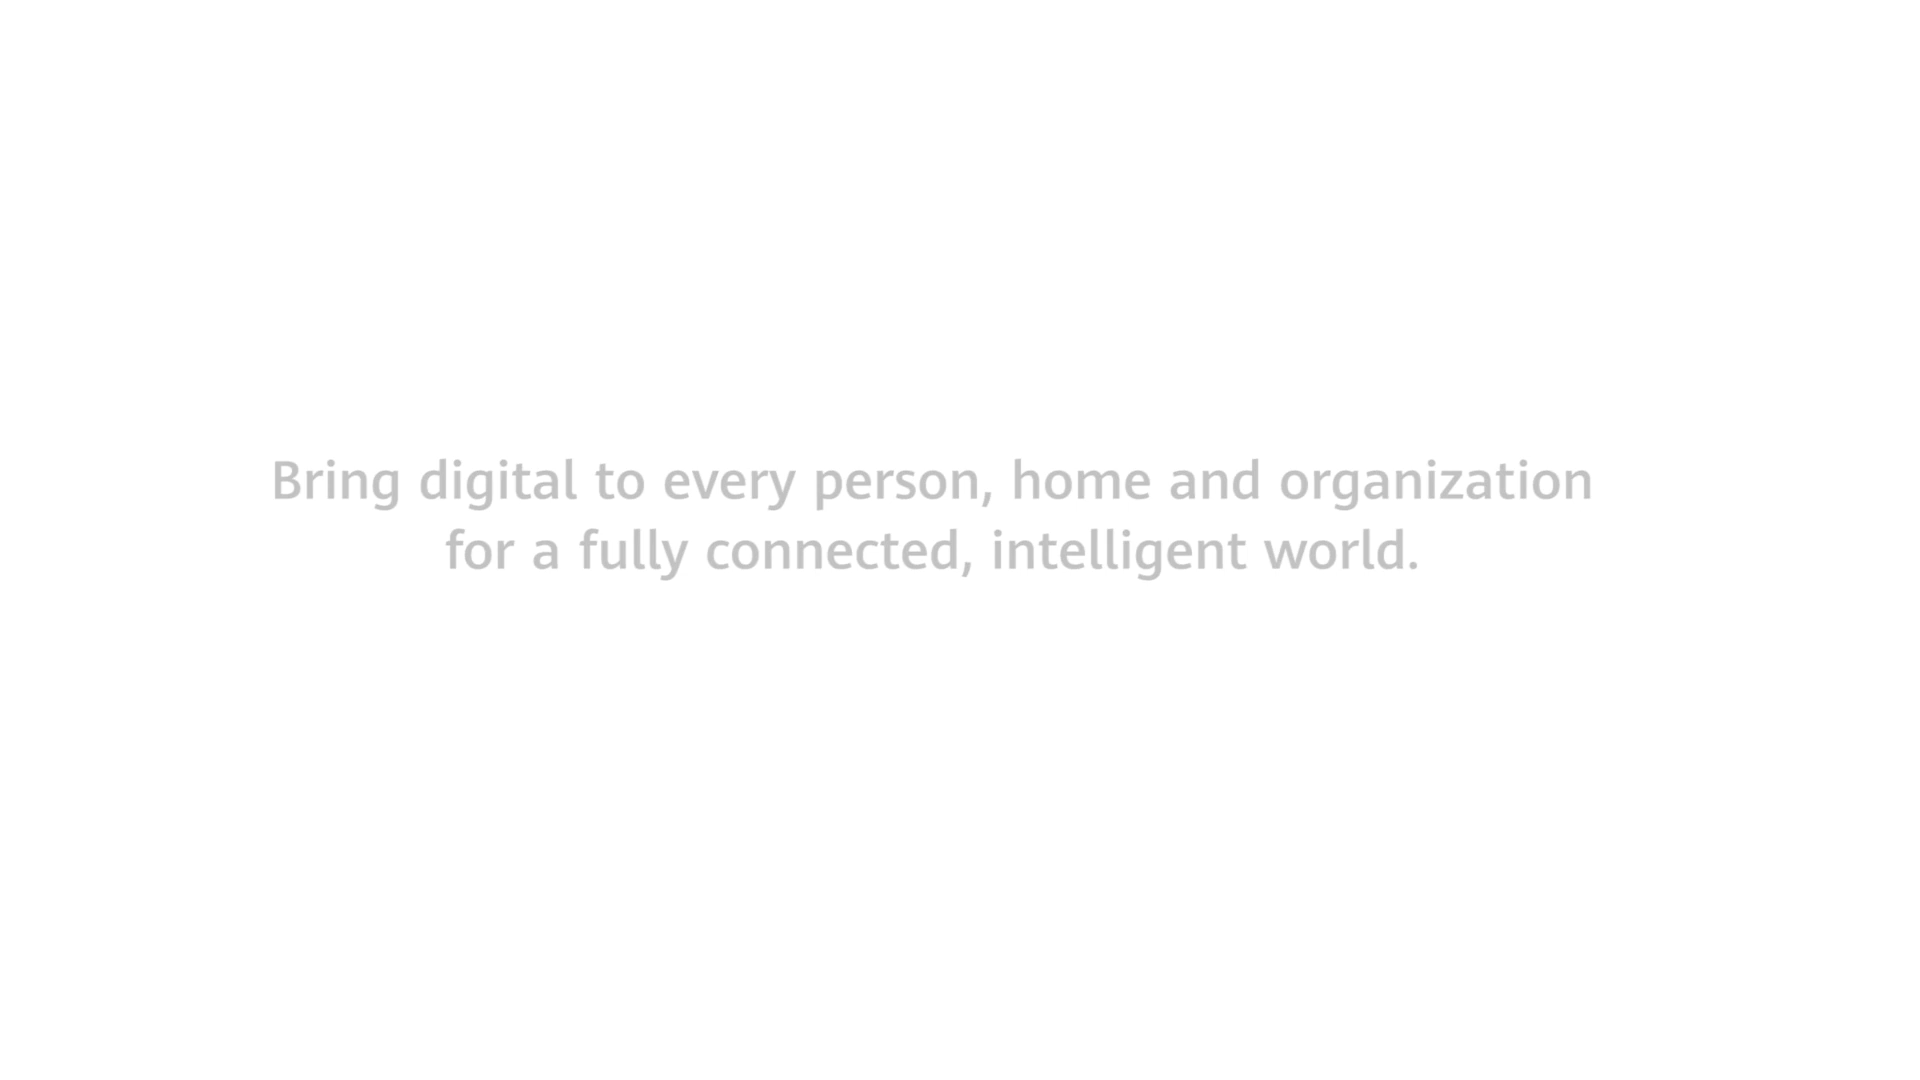 Bring digital to every person, home and organization
for a fully connected, intelligent world.